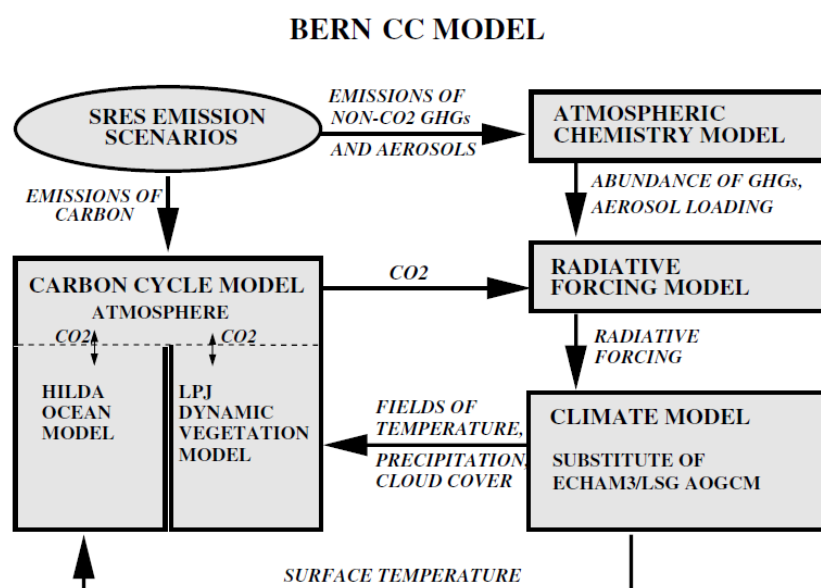 BERN CC MODEL
SRES EMISSION
SCENARIOS
EMISSIONS OF
NON-CO2 GHGs
AND AEROSOLS
ATMOSPHERIC
CHEMISTRY MODEL
EMISSIONS OF
CARBON
ABUNDANCE OF GHGs,
AEROSOL LOADING
CARBON CYCLE MODEL
ATMOSPHERE
CO2
CO2
CO2
RADIATIVE
FORCING MODEL
RADIATIVE
FORCING
HILDA
OCEAN
MODEL
LPJ
DYNAMIC
VEGETATION
MODEL
FIELDS OF
TEMPERATURE,
PRECIPITATION,
CLOUD COVER
CLIMATE MODEL
SUBSTITUTE OF
ECHAM3/LSG AOGCM
SURFACE TEMPERATURE